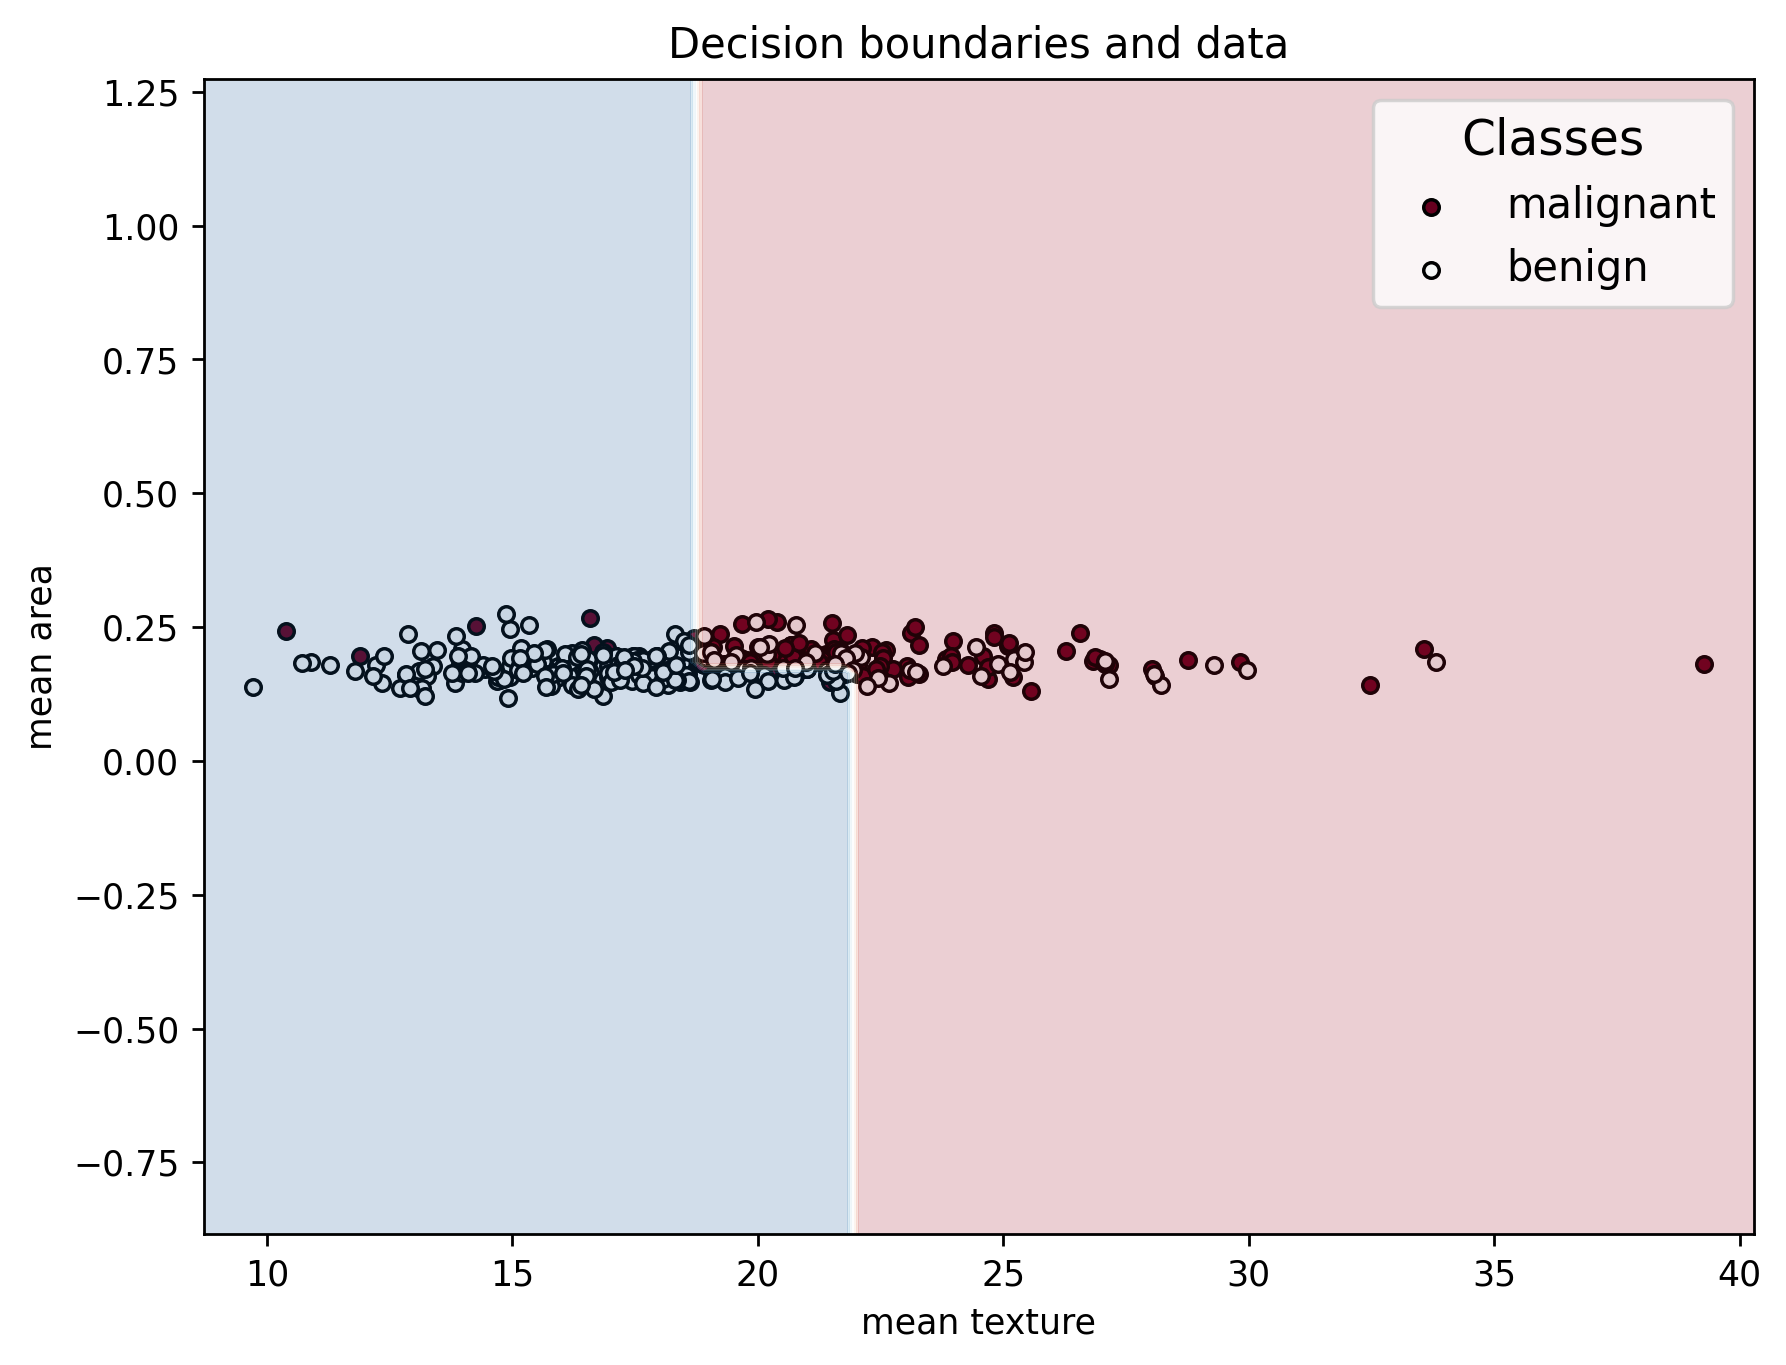 Decision boundaries and data
1.25
1.00
0.75
0.50
0.25
0.00
−0.25
−0.50
−0.75
mean area
Classes
malignant
benign
10
15
20
25
30
35
40
mean texture